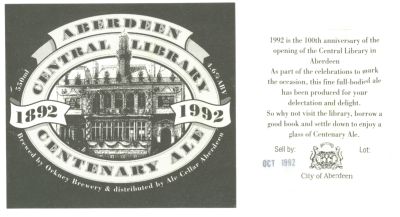 ABERDEEN
CENTRAL LIBRARY
550ml
1892 1992
CENTENARY ALE
Brewed by Orkney Brewery & distributed by Ale Cellar Aberdeen
1992 is the 100th anniversary of the
opening of the Central Library in
Aberdeen
As part of the celebrations to mark
the occasion, this fine full-bodied ale
has been produced for your
delectation and delight.
So why not visit the library, borrow a
good book and settle down to enjoy a
glass of Centenary Ale.
Sell by: Lot:
OCT 1992
City of Aberdeen